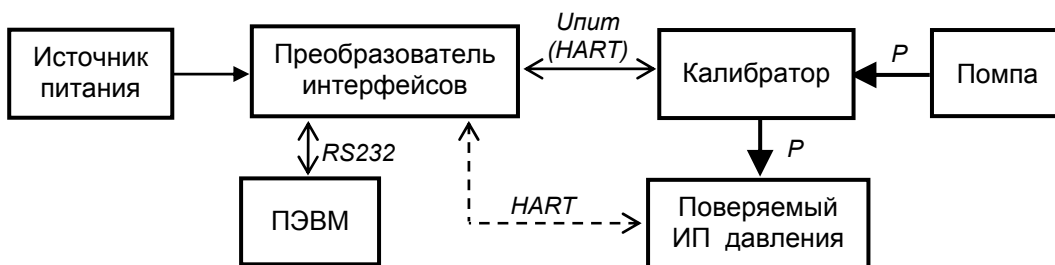 Источник
питания
Преобразователь
интерфейсов
Uпит
(HART)
Калибратор
P
Помпа
RS232
P
ПЭВМ
HART
Поверяемый
ИП давления